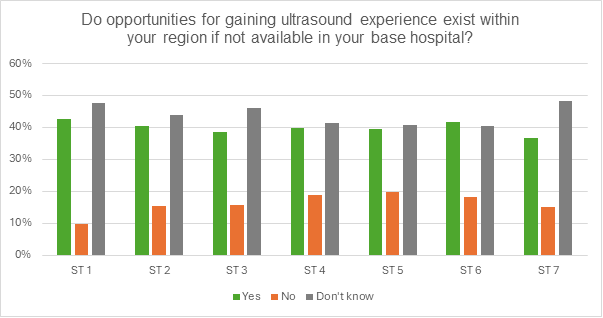 Do opportunities for gaining ultrasound experience exist within
your region if not available in your base hospital?
60%
50%
40%
30%
20%
10%
0%
ST 1 ST 2 ST 3 ST 4 ST 5 ST 6 ST 7
Yes No Don't know